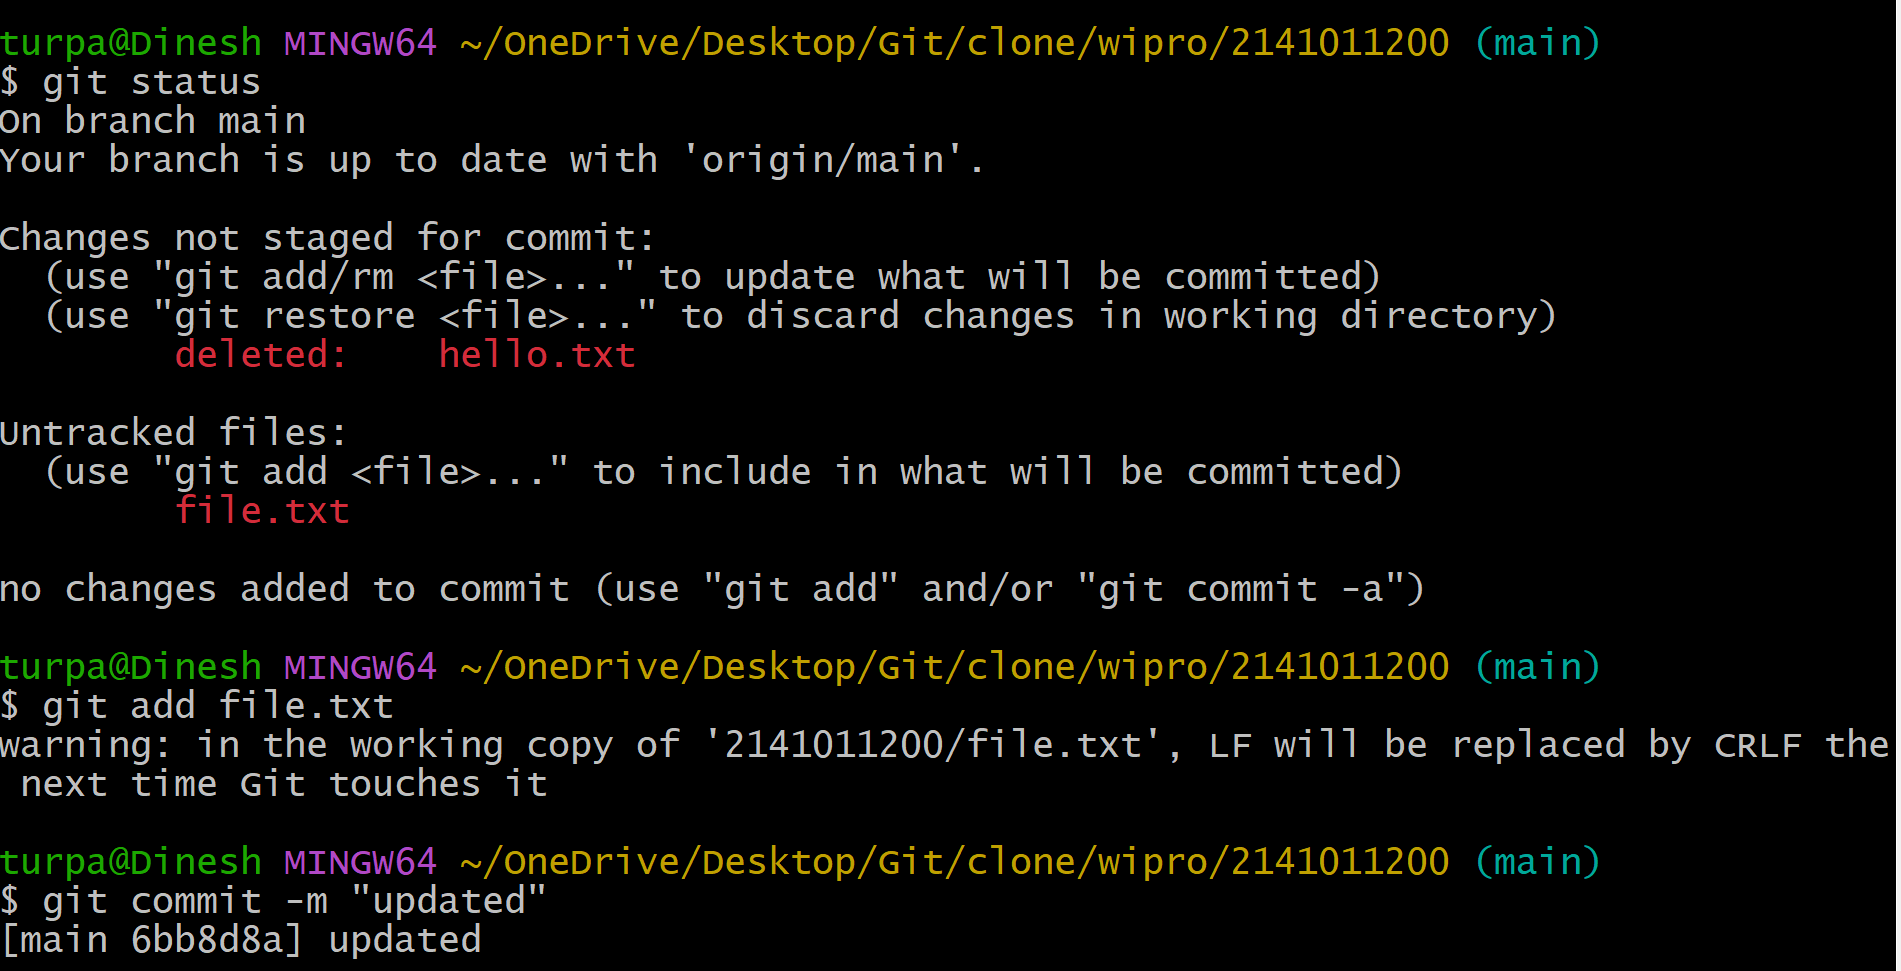 turpa@Dinesh MINGW64 ~/OneDrive/Desktop/Git/clone/wipro/2141011200 (main)
$ git status
On branch main
Your branch is up to date with 'origin/main'.
Changes not staged for commit:
  (use "git add/rm <file>..." to update what will be committed)
  (use "git restore <file>..." to discard changes in working directory)
        deleted:    hello.txt
Untracked files:
  (use "git add <file>..." to include in what will be committed)
        file.txt
no changes added to commit (use "git add" and/or "git commit -a")
turpa@Dinesh MINGW64 ~/OneDrive/Desktop/Git/clone/wipro/2141011200 (main)
$ git add file.txt
warning: in the working copy of '2141011200/file.txt', LF will be replaced by CRLF the
 next time Git touches it
turpa@Dinesh MINGW64 ~/OneDrive/Desktop/Git/clone/wipro/2141011200 (main)
$ git commit -m "updated"
[main 6bb8d8a] updated